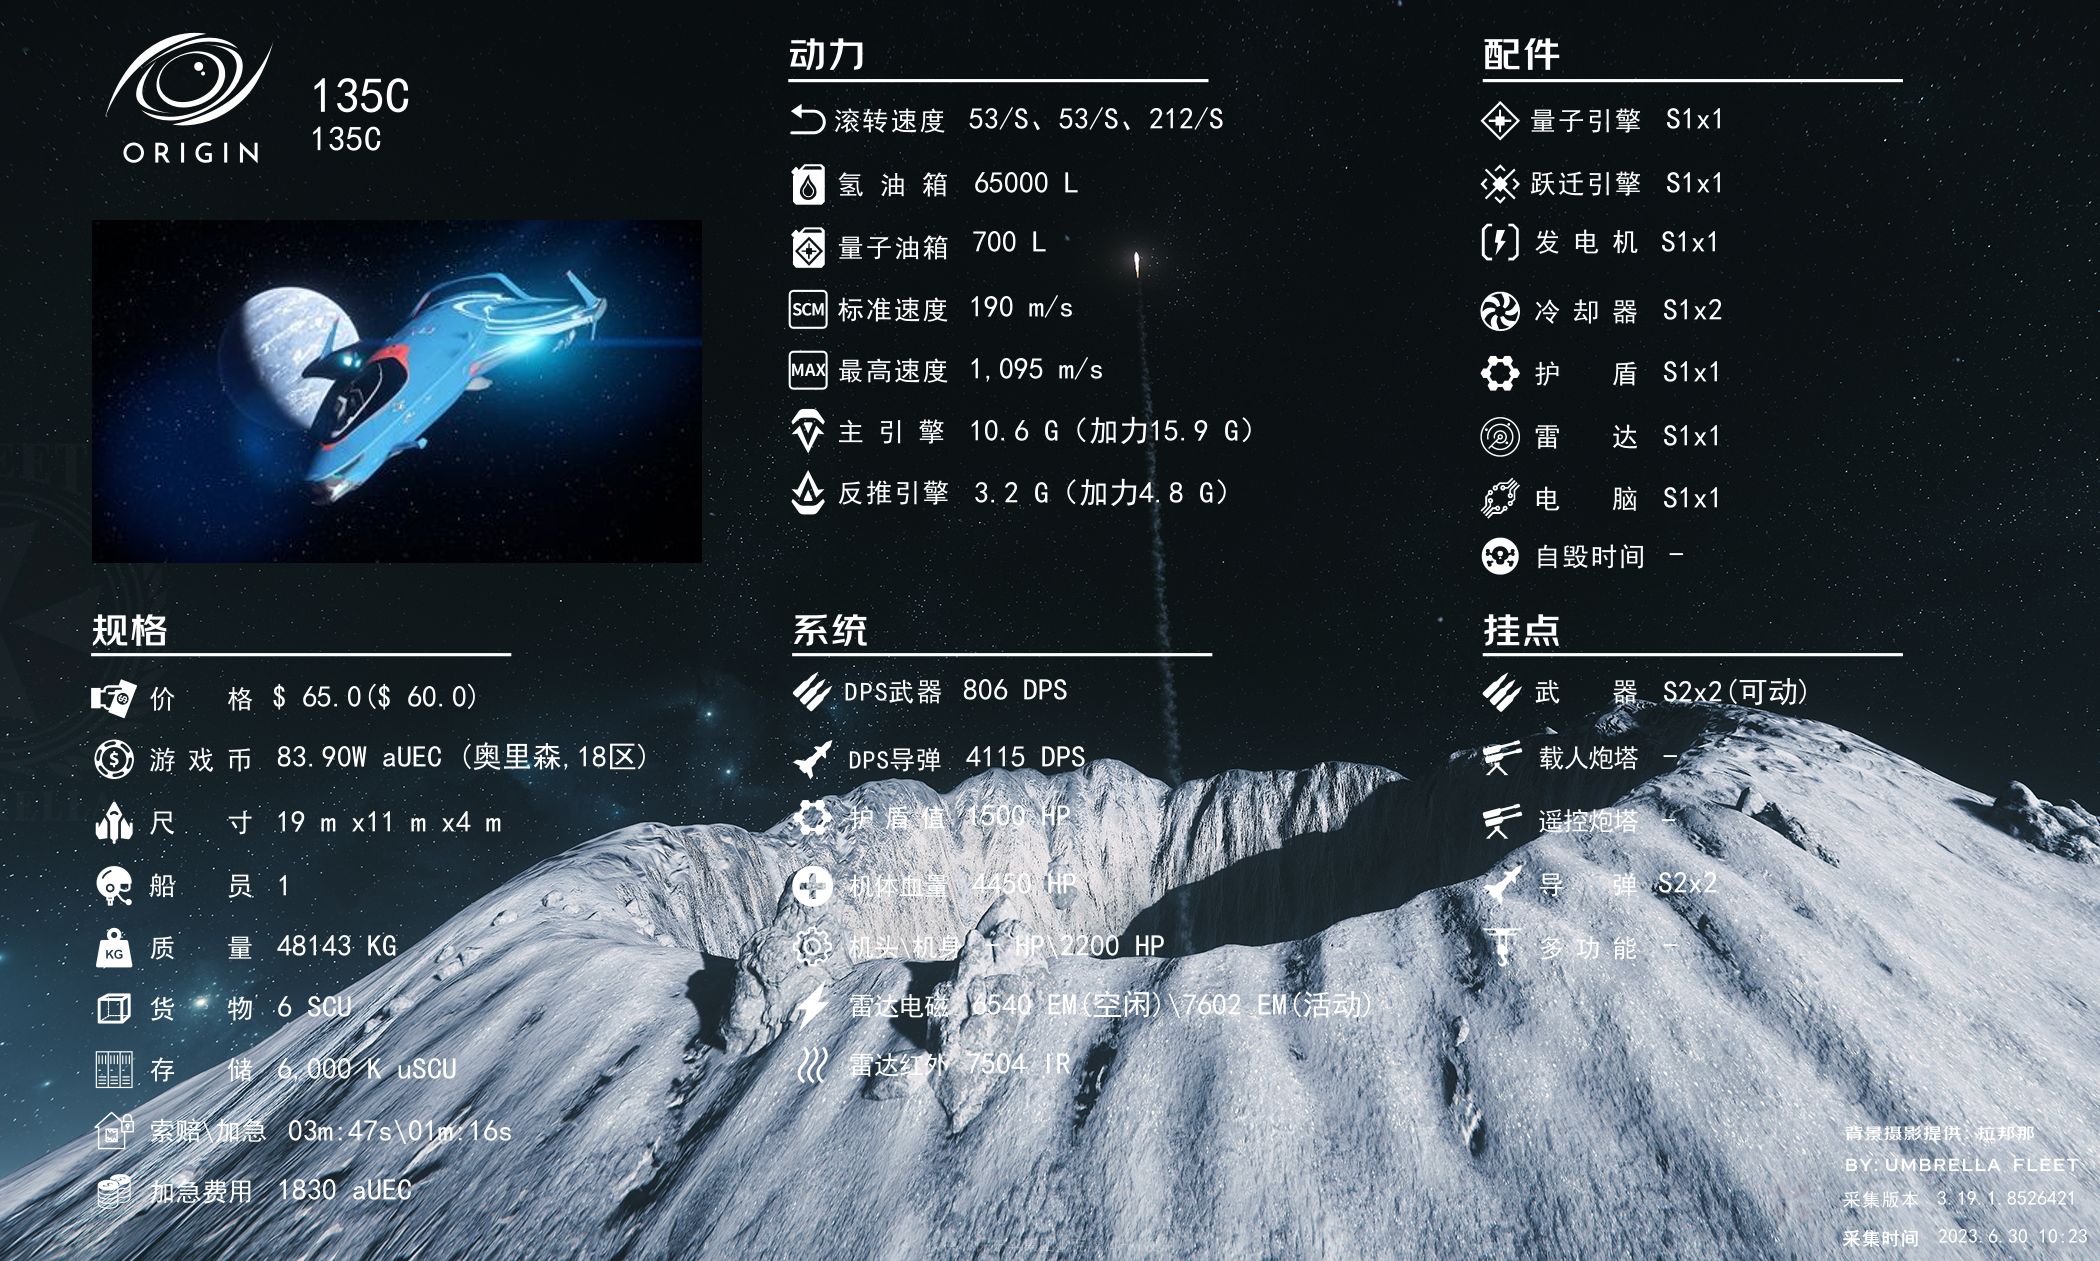 ORIGIN
135C
135C
动力
滚转速度 53/S、53/S、212/S
氢油箱 65000 L
量子油箱 700 L
SCM 标准速度 190 m/s
MAX 最高速度 1,095 m/s
主引擎 10.6 G（加力15.9 G）
反推引擎 3.2 G（加力4.8 G）
配件
量子引擎 S1x1
跃迁引擎 S1x1
发电机 S1x1
冷却器 S1x2
护盾 S1x1
雷达 S1x1
电脑 S1x1
自毁时间 -
规格
价格 $ 65.0($ 60.0)
游戏币 83.90W aUEC (奥里森,18区)
尺寸 19 m x11 m x4 m
船员 1
KG 质量 48143 KG
货物 6 SCU
存储 6,000 K uSCU
索赔\加急 03m:47s\01m:16s
加急费用 1830 aUEC
系统
DPS武器 806 DPS
DPS导弹 4115 DPS
护盾值 1500 HP
机体血量 4450 HP
机头\机身 - HP\2200 HP
雷达电磁 6540 EM(空闲)\7602 EM(活动)
雷达红外 7504 IR
挂点
武器 S2x2(可动)
载人炮塔 -
遥控炮塔 -
导弹 S2x2
多功能 -
背景摄影提供：拉邦那
BY: UMBRELLA FLEET
采集版本 3.19.1.8526421
采集时间 2023.6.30 10:23